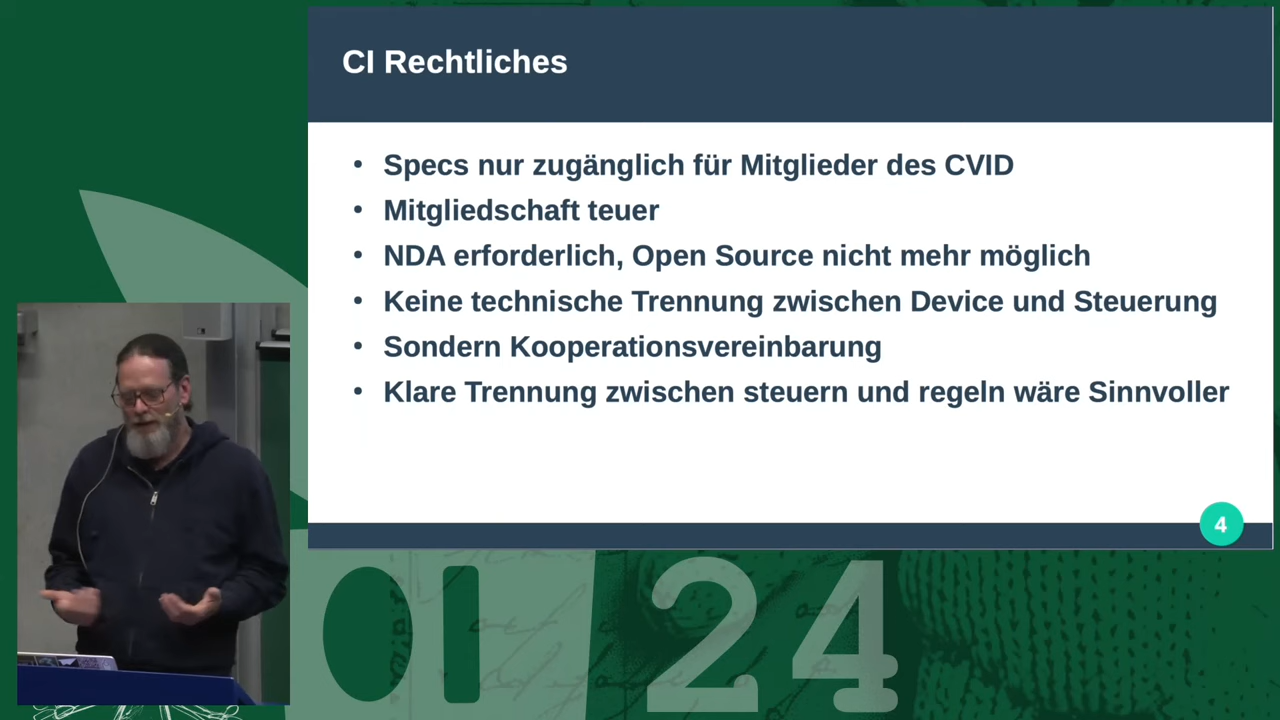 CI Rechtliches
Specs nur zugänglich für Mitglieder des CVID
Mitgliedschaft teuer
NDA erforderlich, Open Source nicht mehr möglich
Keine technische Trennung zwischen Device und Steuerung
Sondern Kooperationsvereinbarung
Klare Trennung zwischen steuern und regeln wäre Sinnvoller
4
24